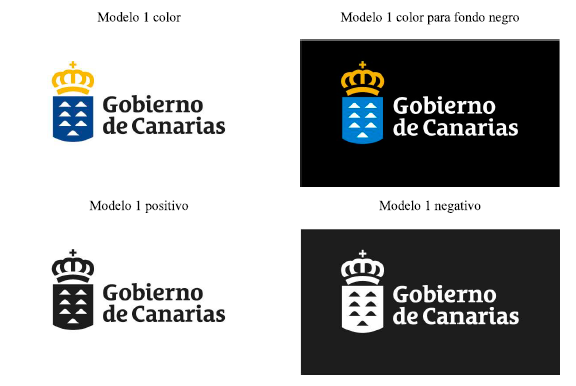 Modelo 1 color
Gobierno
de Canarias
Modelo 1 color para fondo negro
Gobierno
de Canarias
Modelo 1 positivo
Gobierno
de Canarias
Modelo 1 negativo
Gobierno
de Canarias